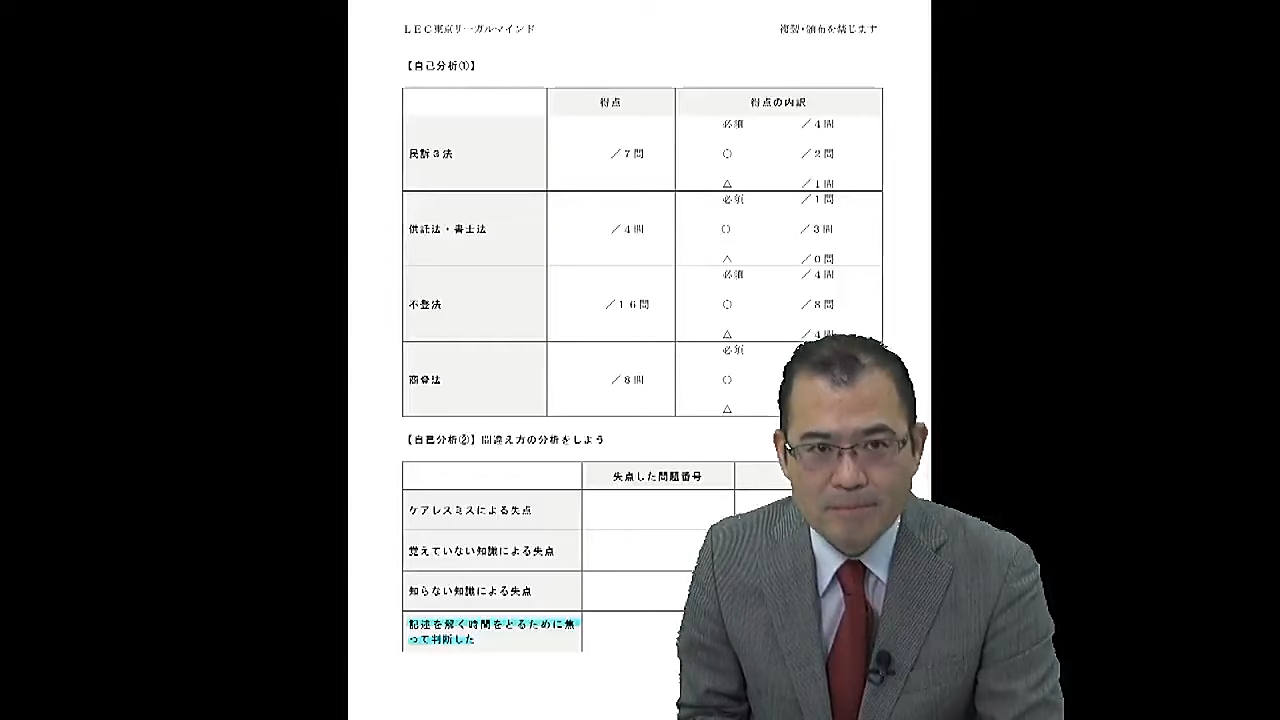 ＬＥＣ東京リーガルマインド 複製・頒布を禁じます
【自己分析①】
得点 得点の内訳
民訴３法 ／７問 必須 ／４問
○ ／２問
△ ／１問
供託法・書士法 ／４問 必須 ／１問
○ ／３問
△ ／０問
不登法 ／１６問 必須 ／４問
○ ／８問
△ ／４問
商登法 ／８問 必須
○
△
【自己分析②】間違え方の分析をしよう
失点した問題番号
ケアレスミスによる失点
覚えていない知識による失点
知らない知識による失点
記述を解く時間をとるために焦
って判断した